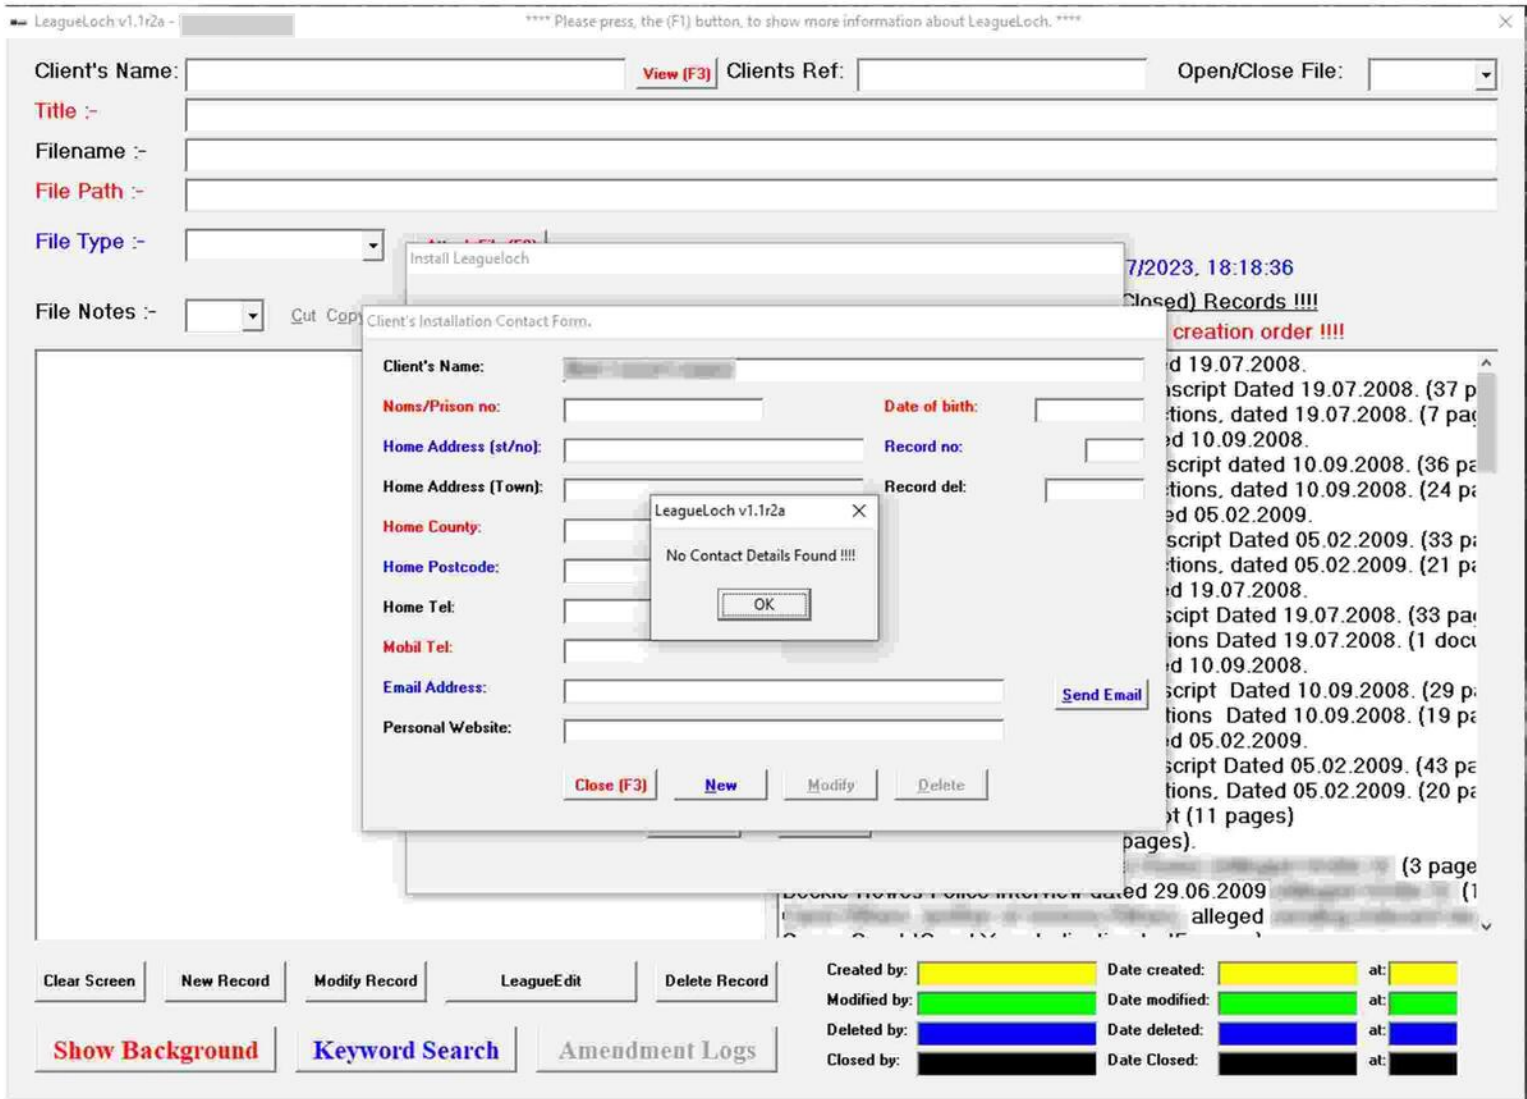 LeagueLoch v1.1r2a -
**** Please press, the (F1) button, to show more information about LeagueLoch. ****
Client's Name:
View (F3)
Clients Ref:
Open/Close File:
Title :-
Filename :-
File Path :-
File Type :-
Install Leagueloch
7/2023, 18:18:36
Closed) Records !!!!
File Notes :-
Cut Copy
creation order !!!!
Client's Installation Contact Form.
Client's Name:
Noms/Prison no:
Date of birth:
Home Address (st/no):
Record no:
Home Address (Town):
Record del:
Home County:
Home Postcode:
Home Tel:
Mobil Tel:
Email Address:
Send Email
Personal Website:
Close (F3)
New
Modify
Delete
LeagueLoch v1.1r2a
No Contact Details Found !!!!
OK
d 19.07.2008.
script Dated 19.07.2008. (37 p
tions, dated 19.07.2008. (7 pag
d 10.09.2008.
script dated 10.09.2008. (36 pa
tions, dated 10.09.2008. (24 pa
ed 05.02.2009.
script Dated 05.02.2009. (33 pa
tions, dated 05.02.2009. (21 pa
d 19.07.2008.
scipt Dated 19.07.2008. (33 pa
ions Dated 19.07.2008. (1 docu
d 10.09.2008.
script Dated 10.09.2008. (29 p
tions Dated 10.09.2008. (19 pa
d 05.02.2009.
script Dated 05.02.2009. (43 pa
tions, Dated 05.02.2009. (20 pa
t (11 pages)
pages).
(3 page
Police Interview dated 29.06.2009 (1
alleged
Clear Screen
New Record
Modify Record
LeagueEdit
Delete Record
Show Background
Keyword Search
Amendment Logs
Created by:
Date created:
at:
Modified by:
Date modified:
at:
Deleted by:
Date deleted:
at:
Closed by:
Date Closed:
at: